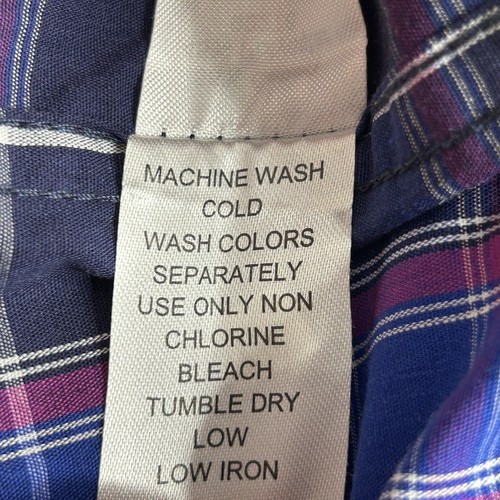 MACHINE WASH
COLD
WASH COLORS
SEPARATELY
USE ONLY NON
CHLORINE
BLEACH
TUMBLE DRY
LOW
LOW IRON